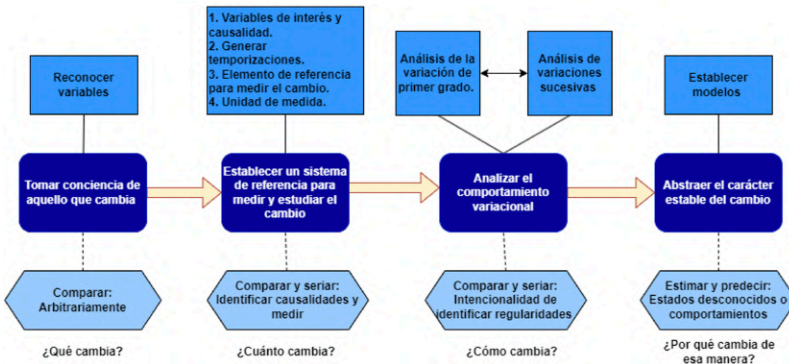 Reconocer
variables
1. Variables de interés y
causalidad.
2. Generar
temporizaciones.
3. Elemento de referencia
para medir el cambio.
4. Unidad de medida.
Análisis de la
variación de
primer grado.
Análisis de
variaciones
sucesivas
Establecer
modelos
Tomar conciencia de
aquello que cambia
Establecer un sistema
de referencia para
medir y estudiar el
cambio
Analizar el
comportamiento
variacional
Abstraer el carácter
estable del cambio
Comparar:
Arbitrariamente
Comparar y seriar:
Identificar causalidades y
medir
Comparar y seriar:
Intencionalidad de
identificar regularidades
Estimar y predecir:
Estados desconocidos o
comportamientos
¿Qué cambia?
¿Cuánto cambia?
¿Cómo cambia?
¿Por qué cambia de
esa manera?